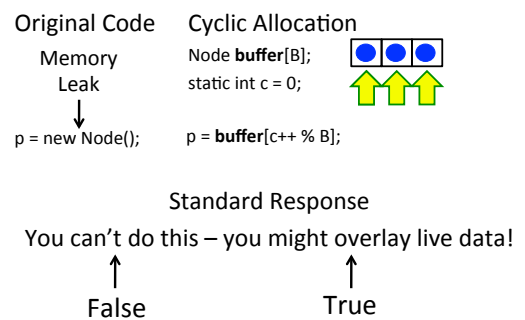 Original Code Cyclic Allocation
Memory Node buffer[B];
Leak static int c = 0;
p = new Node(); p = buffer[c++ % B];
Standard Response
You can't do this – you might overlay live data!
False True